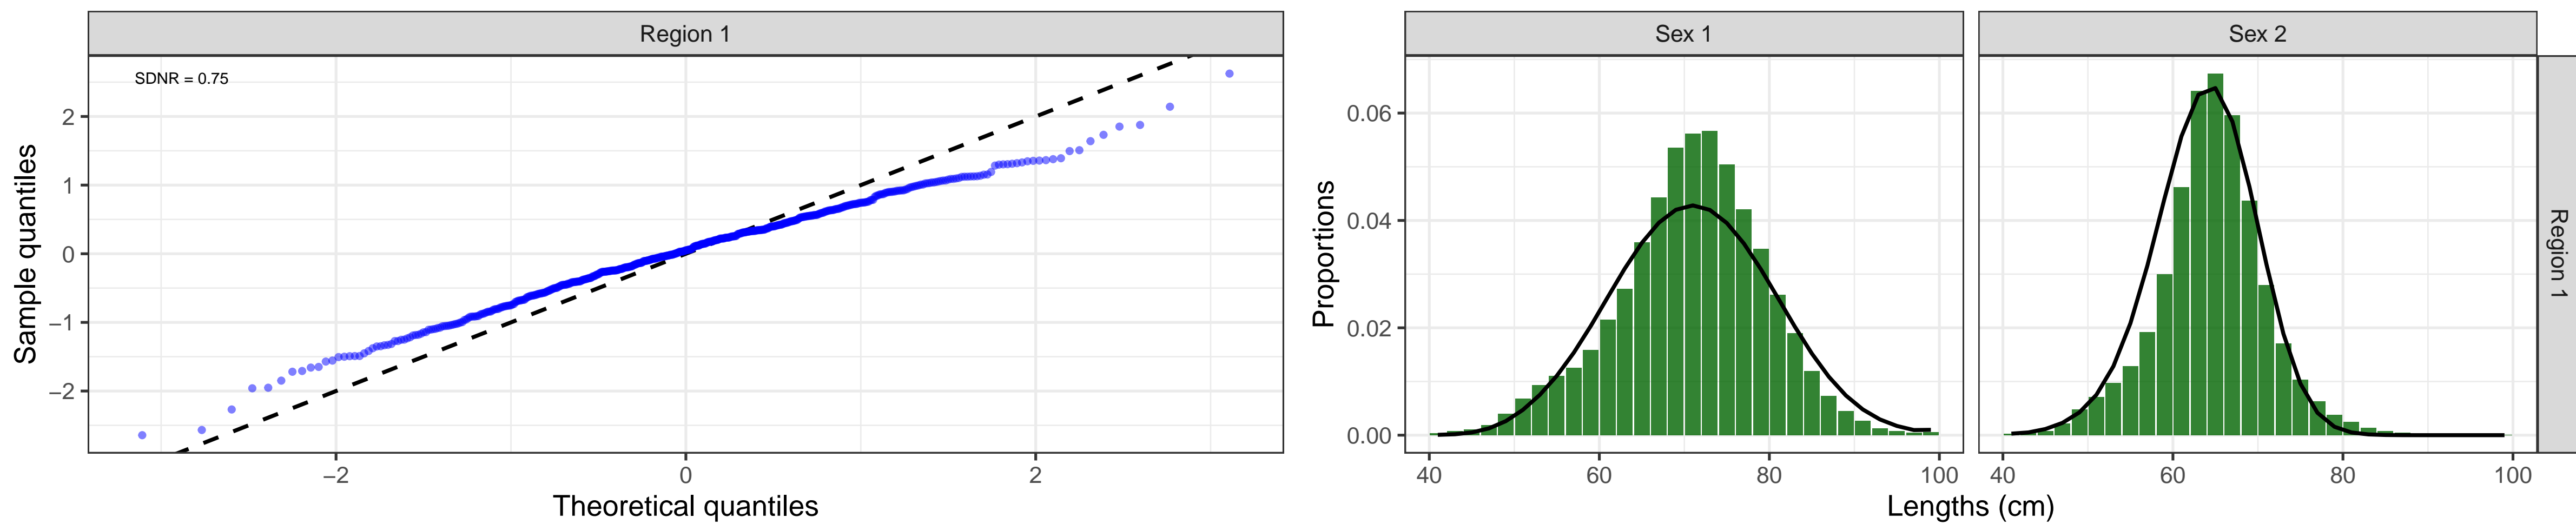 Region 1
SDNR = 0.75
Sample quantiles
2
1
0
−1
−2
−2
0
2
Theoretical quantiles
Sex 1
Sex 2
Region 1
Proportions
0.06
0.04
0.02
0.00
40
60
80
100
40
60
80
100
Lengths (cm)